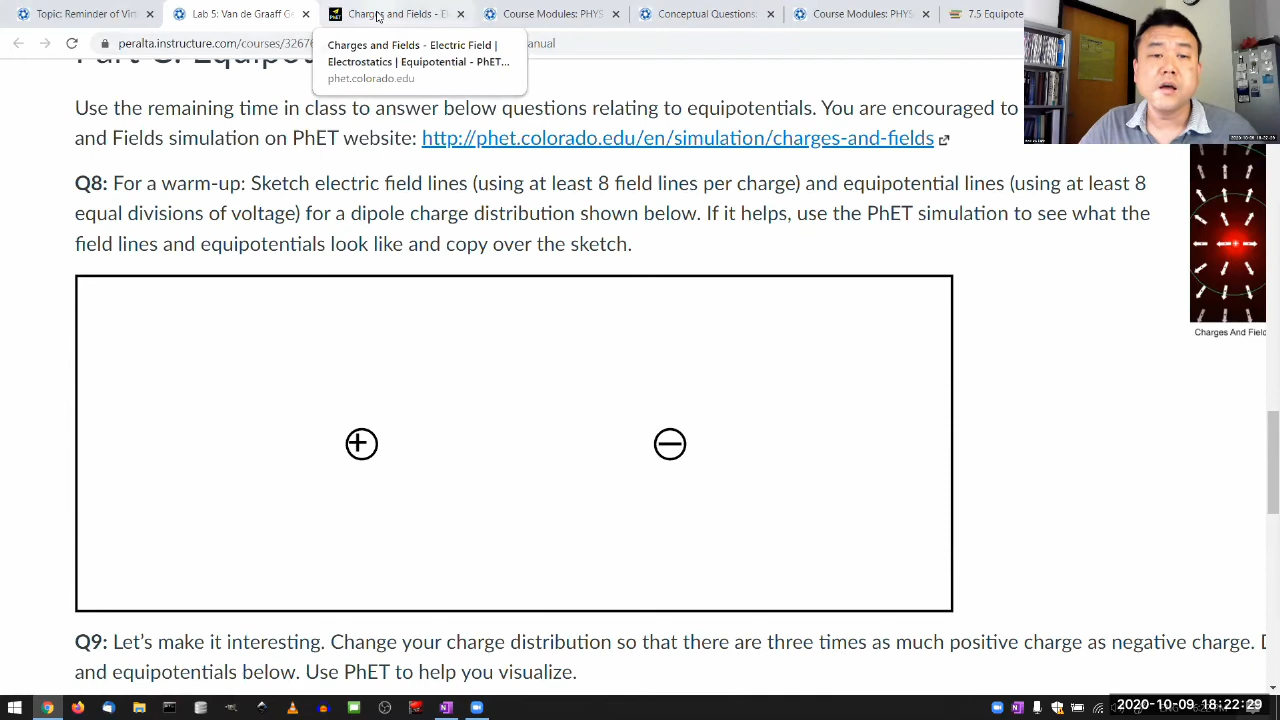 Topic Reminder of Vir
Lab 5: Van de Graaff Ge
Charges and Fields - El
Course Modules: PHYS
Conceptual Questions:
Course Modules: PHYS
7.5 Equipote
peralta.instructure.com/courses/3267
anual
Charges and Fields - Electric Field |
Electrostatics | Equipotential - PhET...
phet.colorado.edu
Use the remaining time in class to answer below questions relating to equipotentials. You are encouraged to
and Fields simulation on PhET website: http://phet.colorado.edu/en/simulation/charges-and-fields
Q8: For a warm-up: Sketch electric field lines (using at least 8 field lines per charge) and equipotential lines (using at least 8
equal divisions of voltage) for a dipole charge distribution shown below. If it helps, use the PhET simulation to see what the
field lines and equipotentials look like and copy over the sketch.
Charges And Field
+
−
Q9: Let's make it interesting. Change your charge distribution so that there are three times as much positive charge as negative charge. D
and equipotentials below. Use PhET to help you visualize.
2020-10-09 18:22:29